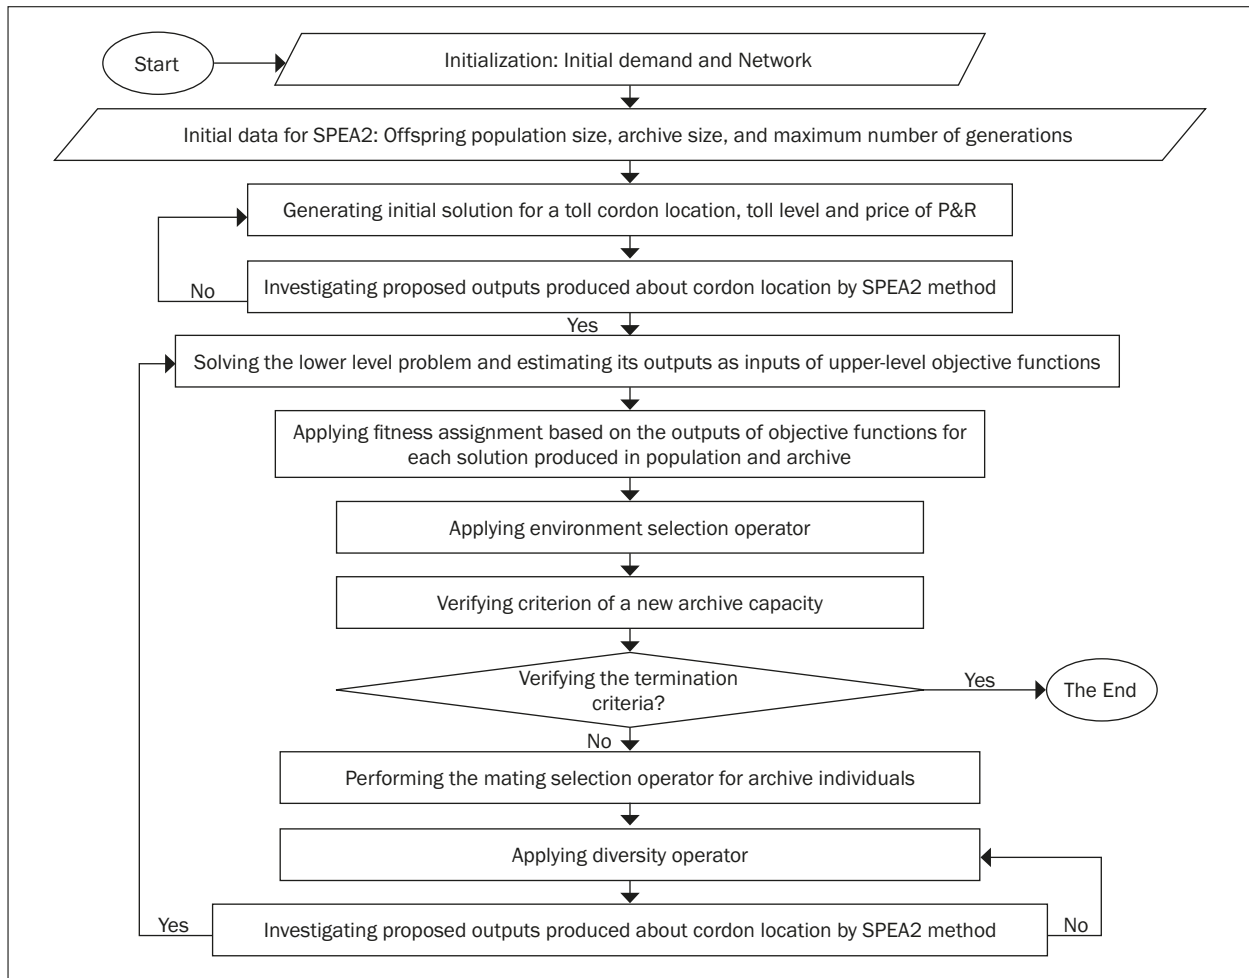 Start
Initialization: Initial demand and Network
Initial data for SPEA2: Offspring population size, archive size, and maximum number of generations
Generating initial solution for a toll cordon location, toll level and price of P&R
Investigating proposed outputs produced about cordon location by SPEA2 method
No
Yes
Solving the lower level problem and estimating its outputs as inputs of upper-level objective functions
Applying fitness assignment based on the outputs of objective functions for
each solution produced in population and archive
Applying environment selection operator
Verifying criterion of a new archive capacity
Verifying the termination
criteria?
Yes
The End
No
Performing the mating selection operator for archive individuals
Applying diversity operator
Yes
Investigating proposed outputs produced about cordon location by SPEA2 method
No